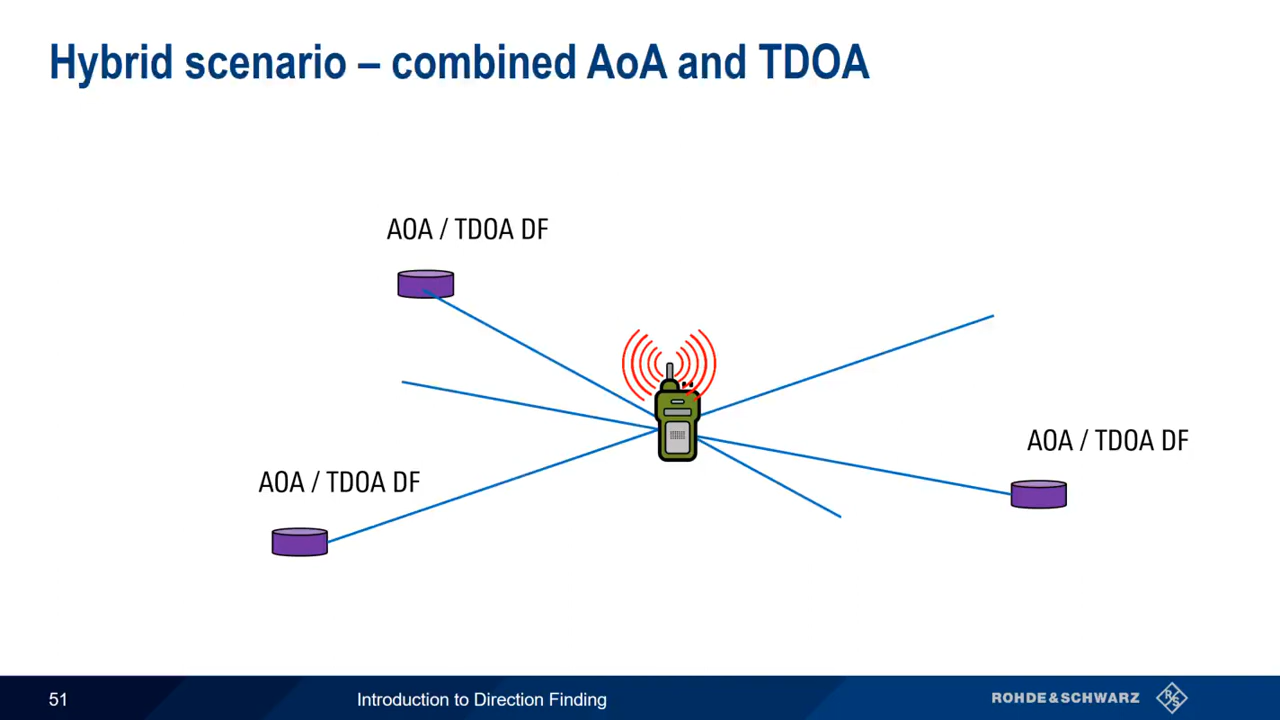 Hybrid scenario – combined AoA and TDOA
AOA / TDOA DF
AOA / TDOA DF
AOA / TDOA DF
51
Introduction to Direction Finding
ROHDE&SCHWARZ
R/S